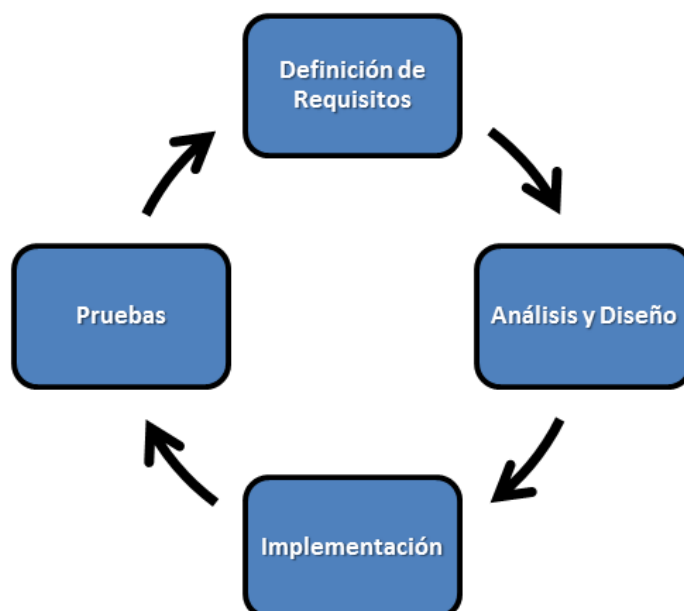 Definición de
Requisitos
Pruebas
Análisis y Diseño
Implementación